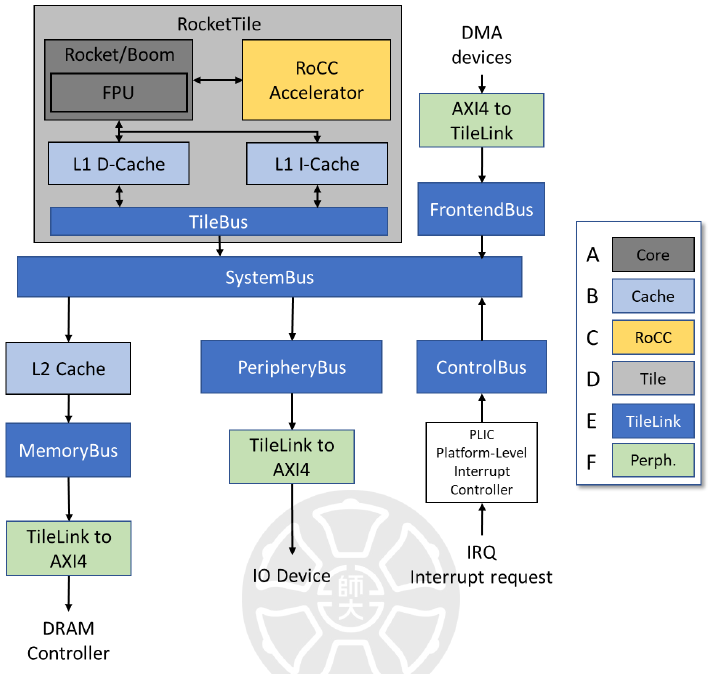 RocketTile
Rocket/Boom
FPU
RoCC
Accelerator
L1 D-Cache
L1 I-Cache
TileBus
DMA
devices
AXI4 to
TileLink
FrontendBus
SystemBus
L2 Cache
MemoryBus
TileLink to
AXI4
DRAM
Controller
PeripheryBus
TileLink to
AXI4
IO Device
ControlBus
PLIC
Platform-Level
Interrupt
Controller
IRQ
Interrupt request
A Core
B Cache
C RoCC
D Tile
E TileLink
F Perph.
師
大